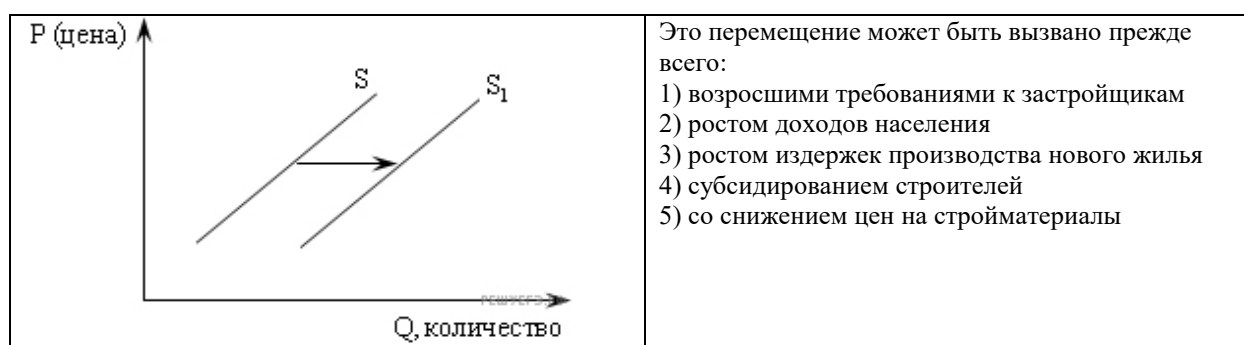 P (цена)
S
S1
Q, количество
Это перемещение может быть вызвано прежде
всего:
1) возросшими требованиями к застройщикам
2) ростом доходов населения
3) ростом издержек производства нового жилья
4) субсидированием строителей
5) со снижением цен на стройматериалы